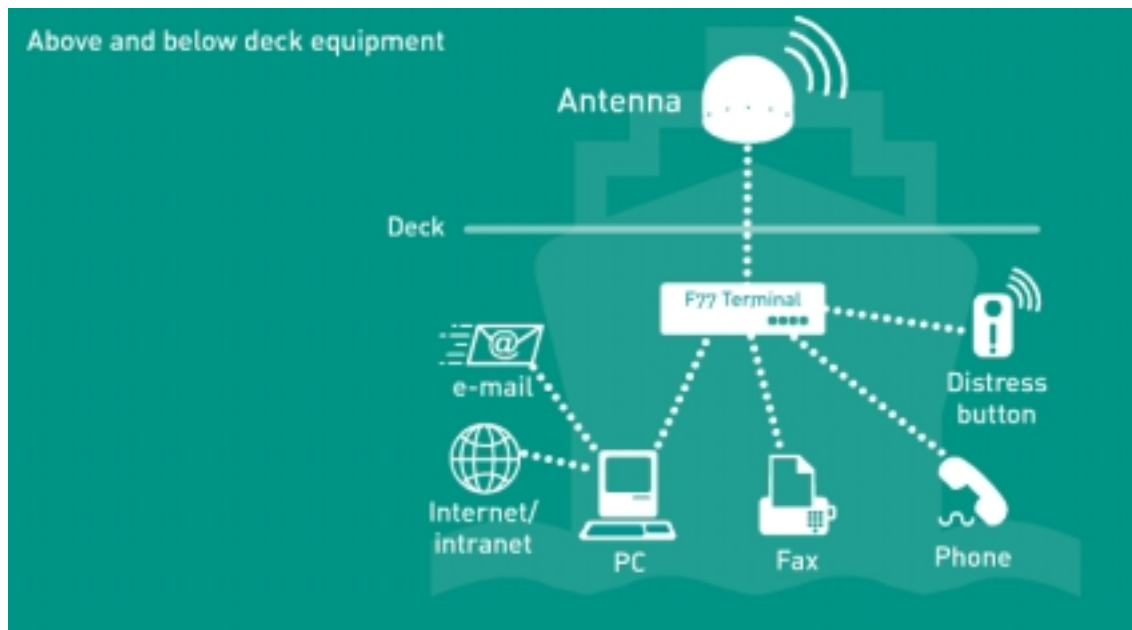 Above and below deck equipment
Antenna
Deck
F77 Terminal
@
e-mail
Distress
button
Internet/
intranet
PC
Fax
Phone